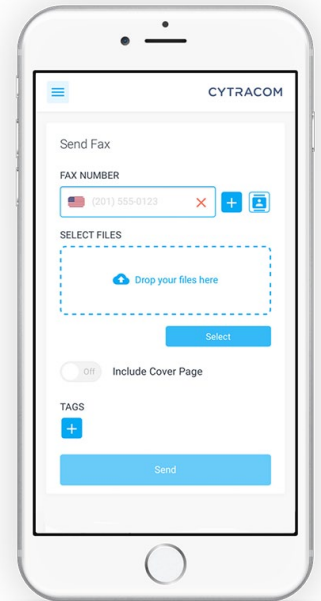 CYTRACOM
Send Fax
FAX NUMBER
(201) 555-0123
SELECT FILES
Drop your files here
Select
Off Include Cover Page
TAGS
Send